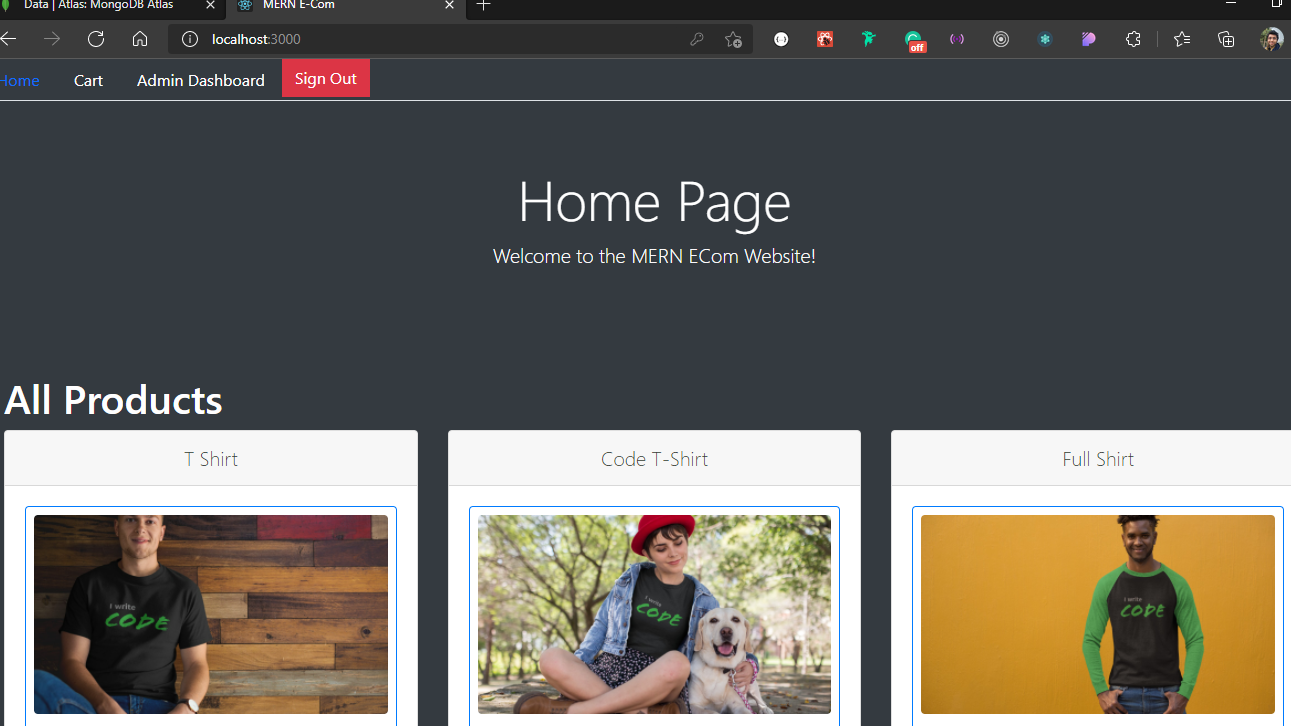 Data | Atlas: MongoDB Atlas
MERN E-Com
localhost:3000
off
Home
Cart
Admin Dashboard
Sign Out
Home Page
Welcome to the MERN ECom Website!
All Products
T Shirt
Code T-Shirt
Full Shirt
I write
CODE
I write
CODE
I write
CODE